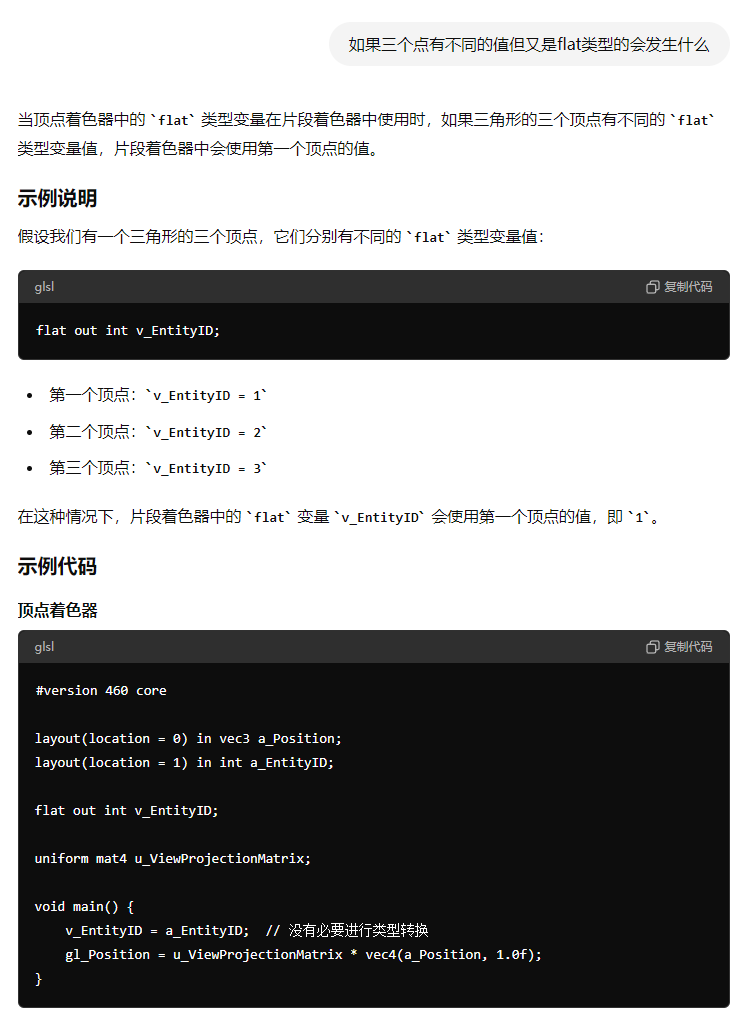 如果三个点有不同的值但又是flat类型的会发生什么
当顶点着色器中的 `flat` 类型变量在片段着色器中使用时，如果三角形的三个顶点有不同的 `flat`
类型变量值，片段着色器中会使用第一个顶点的值。
示例说明
假设我们有一个三角形的三个顶点，它们分别有不同的 `flat` 类型变量值：
glsl 复制代码
flat out int v_EntityID;
• 第一个顶点：`v_EntityID = 1`
• 第二个顶点：`v_EntityID = 2`
• 第三个顶点：`v_EntityID = 3`
在这种情况下，片段着色器中的 `flat` 变量 `v_EntityID` 会使用第一个顶点的值，即 `1`。
示例代码
顶点着色器
glsl 复制代码
#version 460 core
layout(location = 0) in vec3 a_Position;
layout(location = 1) in int a_EntityID;
flat out int v_EntityID;
uniform mat4 u_ViewProjectionMatrix;
void main() {
    v_EntityID = a_EntityID;  // 没有必要进行类型转换
    gl_Position = u_ViewProjectionMatrix * vec4(a_Position, 1.0f);
}